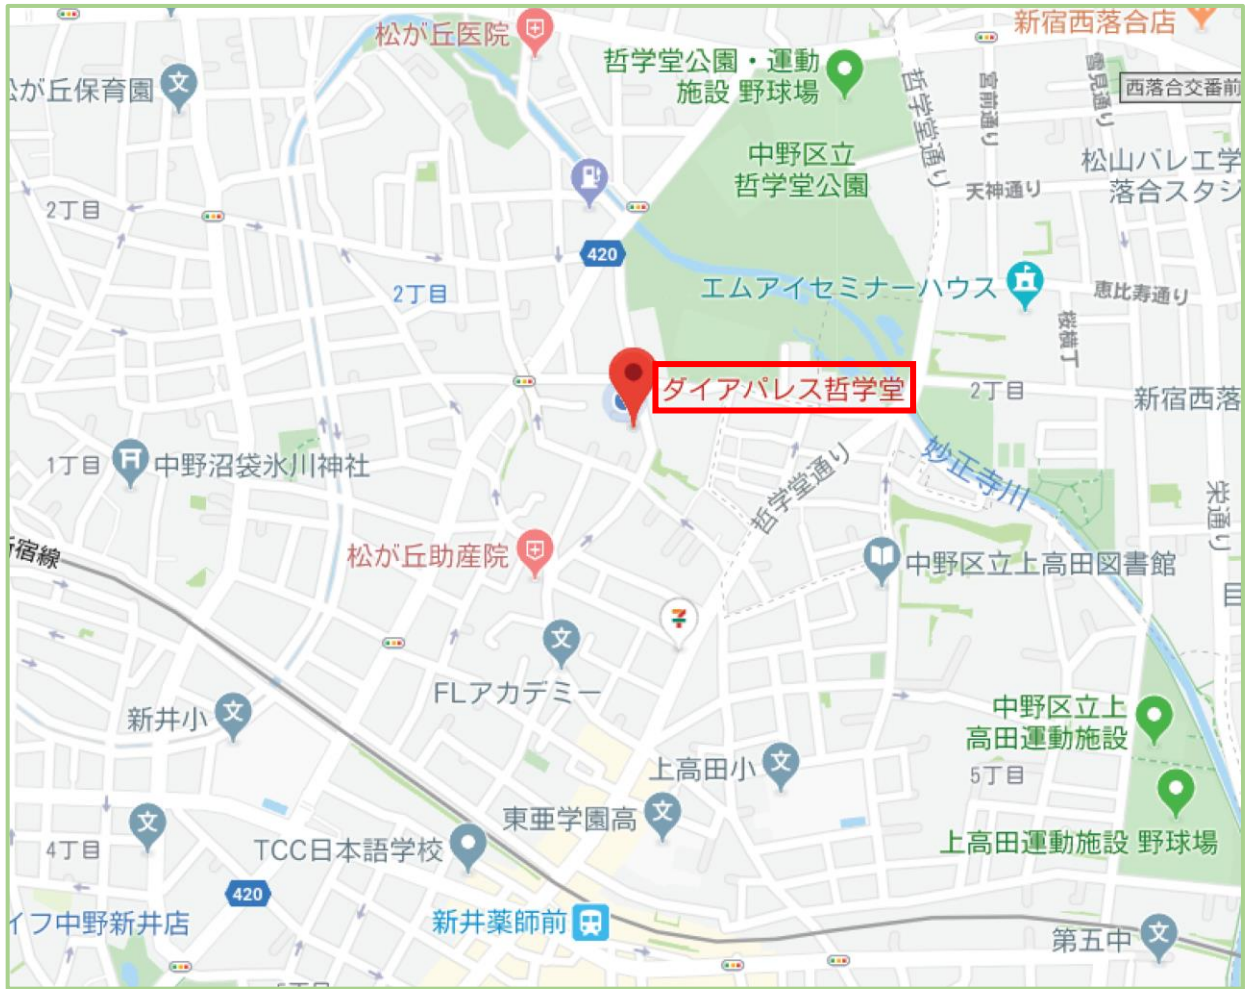 新宿西落合店
松が丘医院
哲学堂公園・運動
施設 野球場
が丘保育園
哲学堂通り
宮前通り
雪見通り
西落合交番前
中野区立
哲学堂公園
松山バレエ学
落合スタジ
天神通り
2丁目
420
2丁目
エムアイセミナーハウス
恵比寿通り
桜横丁
ダイアパレス哲学堂
2丁目
新宿西落
1丁目
中野沼袋氷川神社
哲学堂通り
妙正寺川
栄通り
宿線
松が丘助産院
中野区立上高田図書館
7
FLアカデミー
新井小
中野区立上
高田運動施設
上高田小
5丁目
東亜学園高
上高田運動施設 野球場
4丁目
TCC日本語学校
420
イフ中野新井店
新井薬師前
第五中